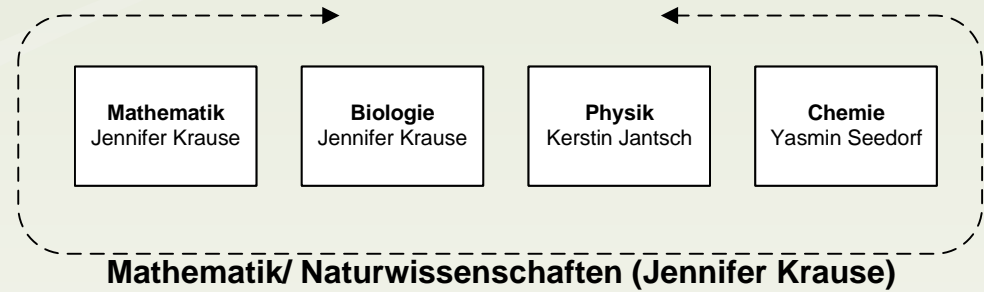 Mathematik
Jennifer Krause
Biologie
Jennifer Krause
Physik
Kerstin Jantsch
Chemie
Yasmin Seedorf
Mathematik/ Naturwissenschaften (Jennifer Krause)